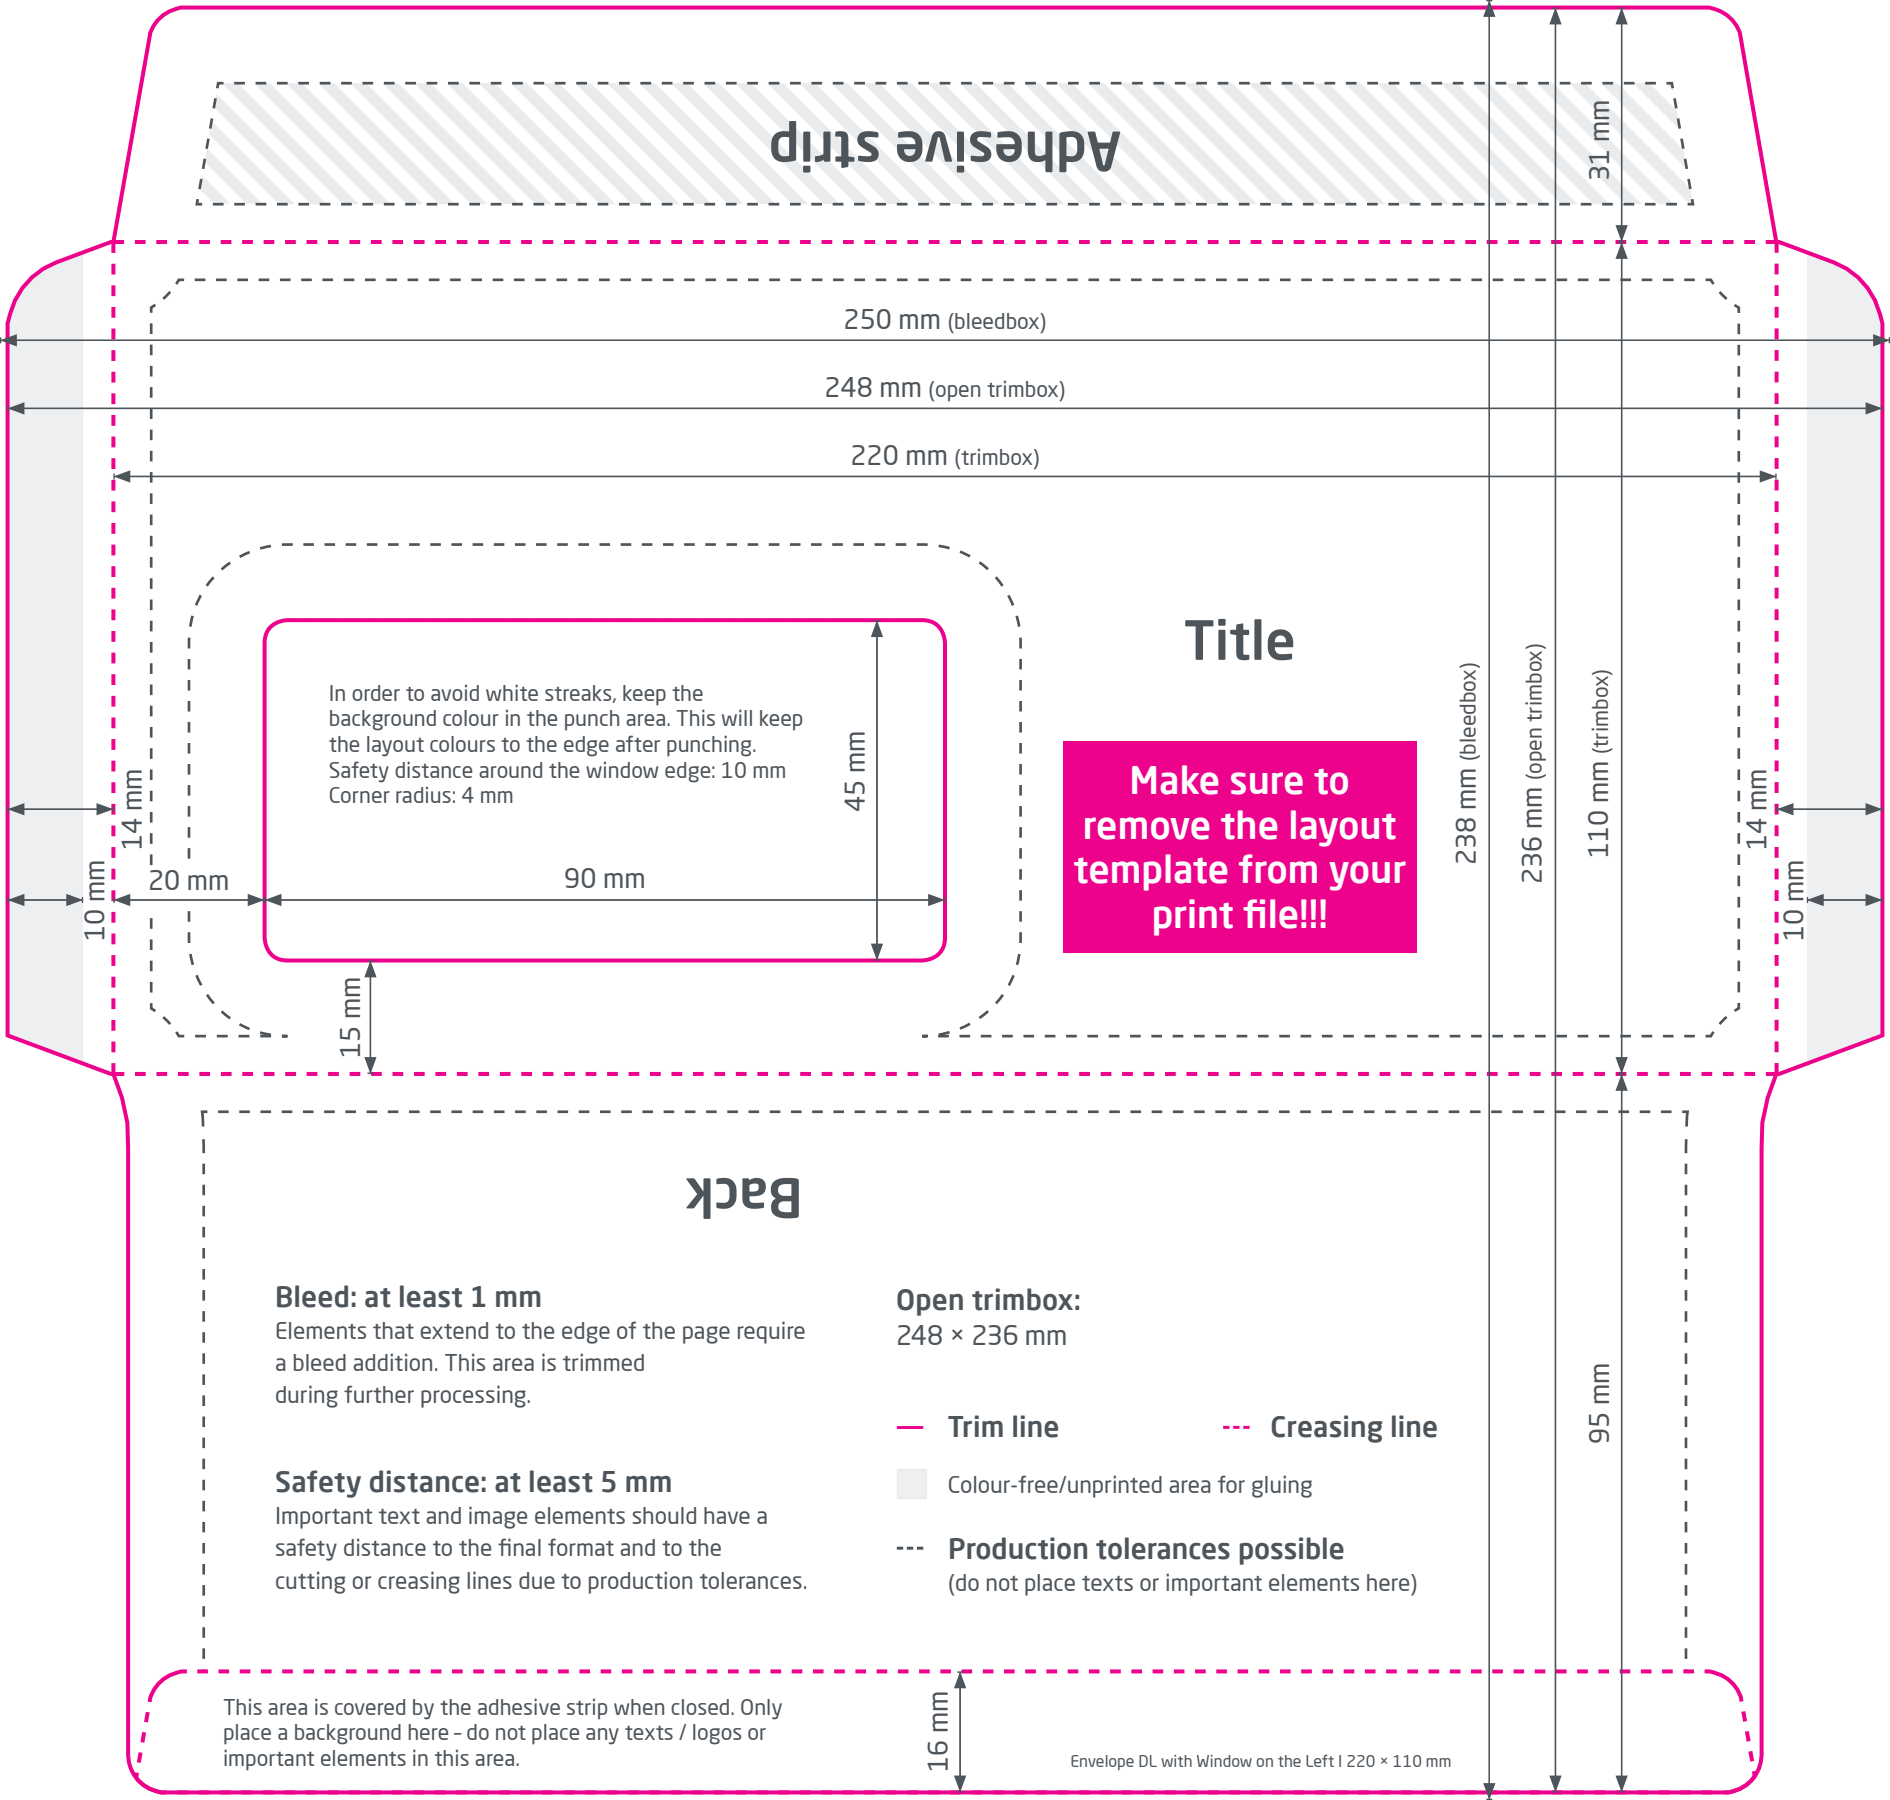 Adhesive strip
31 mm
250 mm (bleedbox)
248 mm (open trimbox)
220 mm (trimbox)
Title
In order to avoid white streaks, keep the
background colour in the punch area. This will keep
the layout colours to the edge after punching.
Safety distance around the window edge: 10 mm
Corner radius: 4 mm
45 mm
90 mm
Make sure to
remove the layout
template from your
print file!!!
238 mm (bleedbox)
236 mm (open trimbox)
110 mm (trimbox)
14 mm
10 mm
20 mm
14 mm
10 mm
15 mm
Back
Bleed: at least 1 mm
Elements that extend to the edge of the page require
a bleed addition. This area is trimmed
during further processing.
Safety distance: at least 5 mm
Important text and image elements should have a
safety distance to the final format and to the
cutting or creasing lines due to production tolerances.
Open trimbox:
248 × 236 mm
Trim line
Creasing line
Colour-free/unprinted area for gluing
Production tolerances possible
(do not place texts or important elements here)
95 mm
This area is covered by the adhesive strip when closed. Only
place a background here – do not place any texts / logos or
important elements in this area.
16 mm
Envelope DL with Window on the Left | 220 × 110 mm